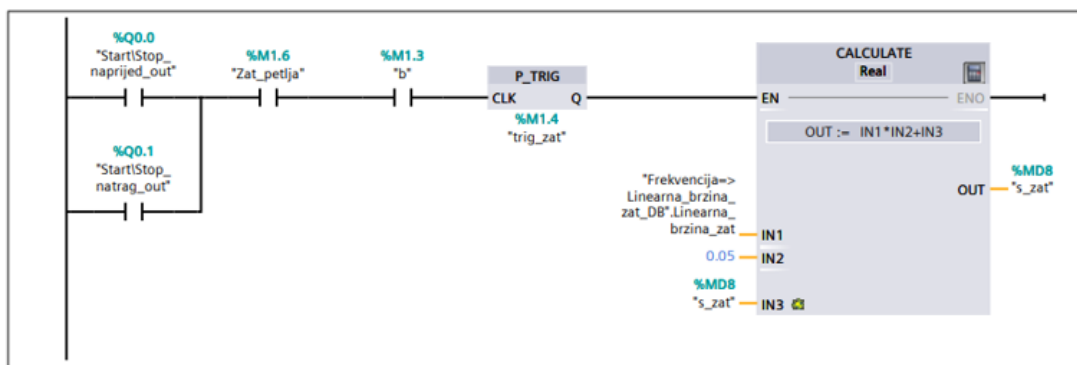 %Q0.0
"Start\Stop_
naprijed_out"
%M1.6
"Zat_petlja"
%M1.3
"b"
P_TRIG
CLK Q
%M1.4
"trig_zat"
%Q0.1
"Start\Stop_
natrag_out"
CALCULATE
Real
EN ENO
OUT := IN1*IN2+IN3
"Frekvencija=>
Linearna_brzina_
zat_DB".Linearna_
brzina_zat
IN1
0.05 IN2
%MD8
"s_zat" IN3
%MD8
OUT "s_zat"